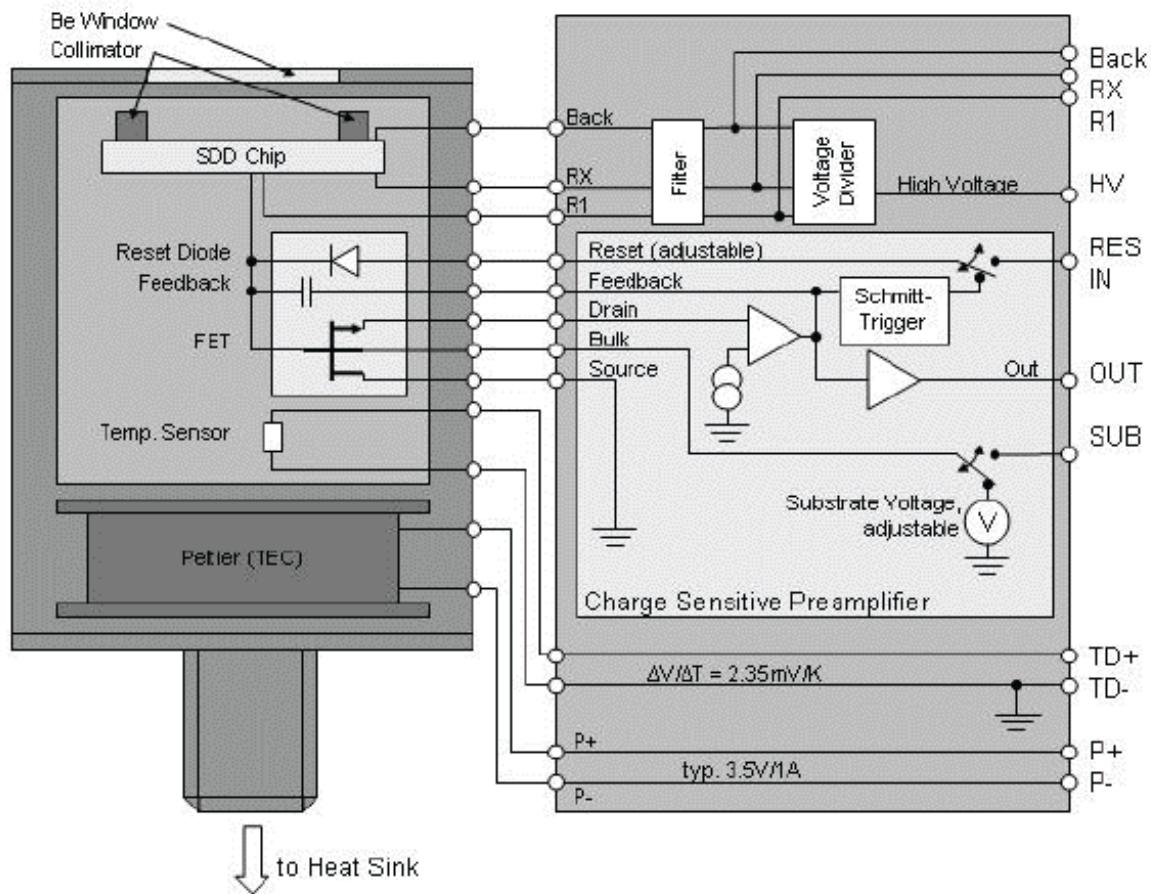 Be Window
Collimator
SDD Chip
Reset Diode
Feedback
FET
Temp. Sensor
Peltier (TEC)
to Heat Sink
Back
RX
R1
Filter
Voltage
Divider
High Voltage
Reset (adjustable)
Feedback
Drain
Bulk
Source
Schmitt-
Trigger
Out
Substrate Voltage,
adjustable
V
Charge Sensitive Preamplifier
ΔV/ΔT = 2.35mV/K
P+
typ. 3.5V/1A
P-
Back
RX
R1
HV
RES
IN
OUT
SUB
TD+
TD-
P+
P-